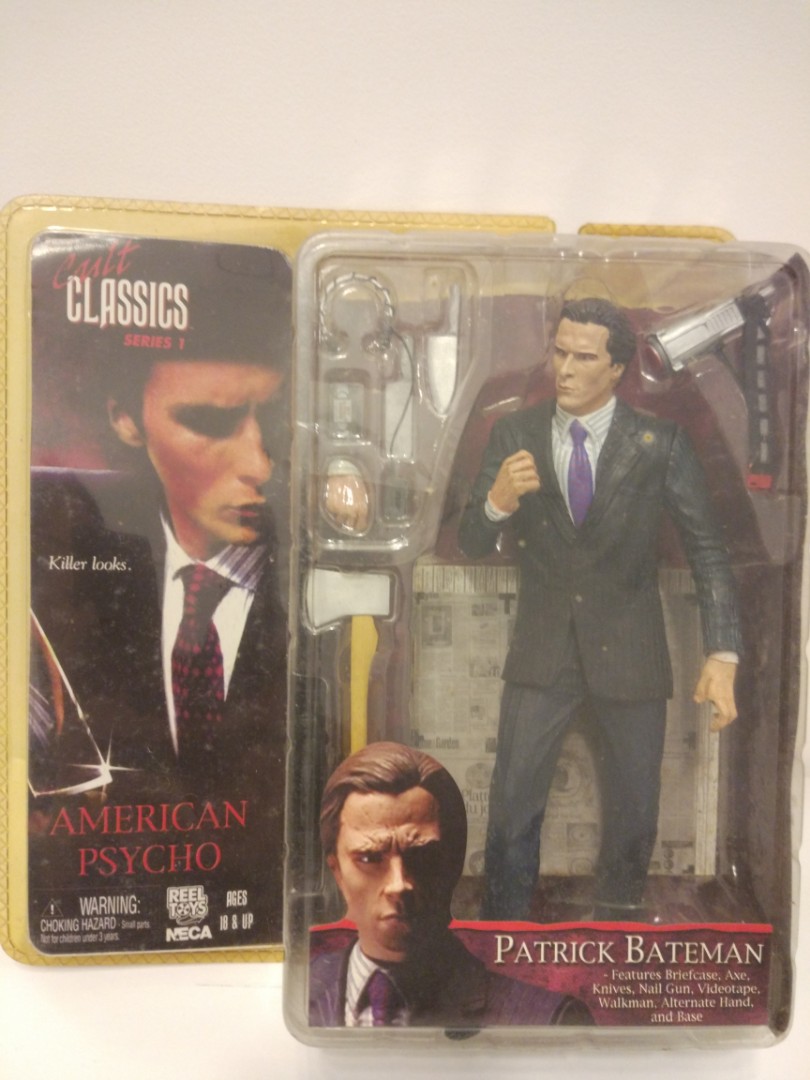 Cult
CLASSICS
SERIES 1
Killer looks.
AMERICAN
PSYCHO
WARNING:
CHOKING HAZARD - Small parts.
Not for children under 3 years.
REEL
TOYS
NECA
AGES
18 & UP
PATRICK BATEMAN
- Features Briefcase, Axe,
Knives, Nail Gun, Videotape,
Walkman, Alternate Hand,
and Base